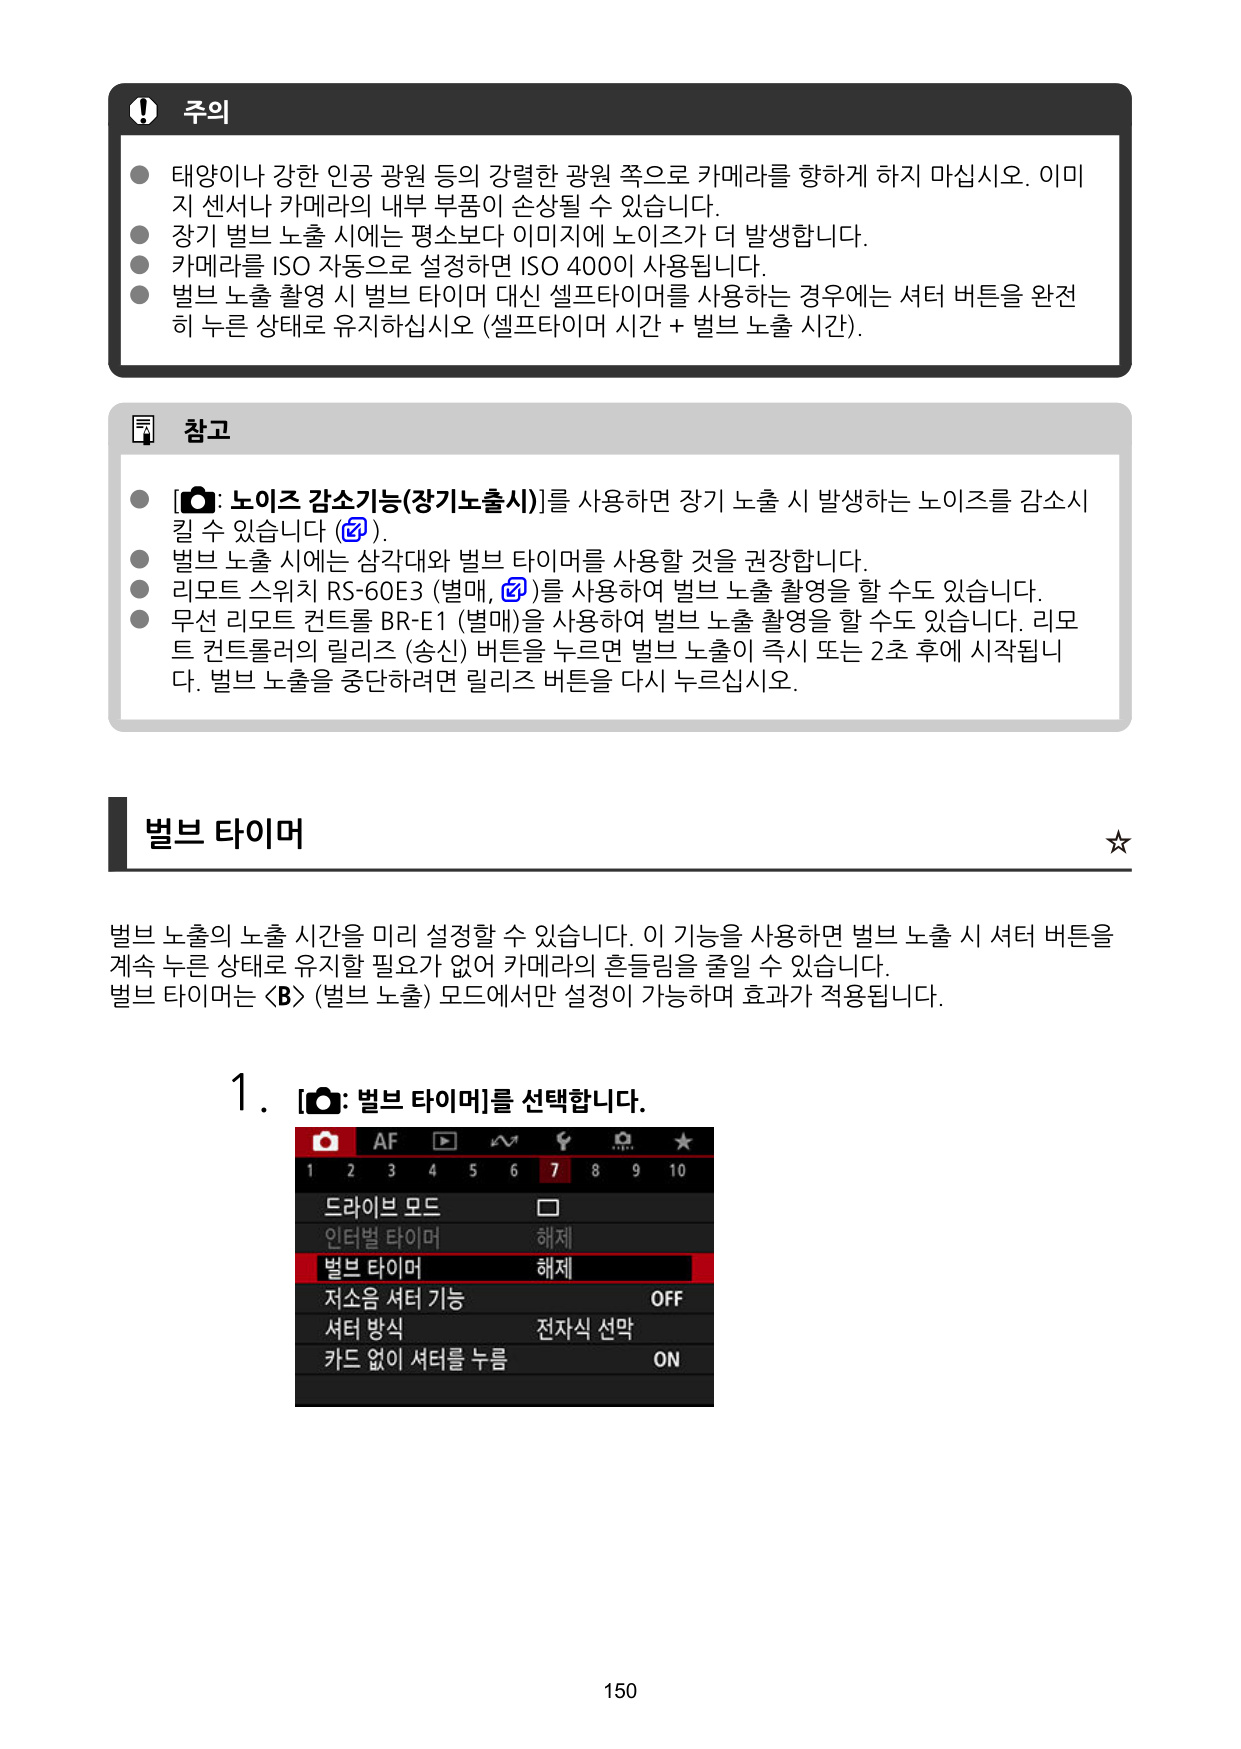 주의
● 태양이나 강한 인공 광원 등의 강렬한 광원 쪽으로 카메라를 향하게 하지 마십시오. 이미
지 센서나 카메라의 내부 부품이 손상될 수 있습니다.
● 장기 벌브 노출 시에는 평소보다 이미지에 노이즈가 더 발생합니다.
● 카메라를 ISO 자동으로 설정하면 ISO 400이 사용됩니다.
● 벌브 노출 촬영 시 벌브 타이머 대신 셀프타이머를 사용하는 경우에는 셔터 버튼을 완전
히 누른 상태로 유지하십시오 (셀프타이머 시간 + 벌브 노출 시간).
참고
● [: 노이즈 감소기능(장기노출시)]를 사용하면 장기 노출 시 발생하는 노이즈를 감소시
킬 수 있습니다 ().
● 벌브 노출 시에는 삼각대와 벌브 타이머를 사용할 것을 권장합니다.
● 리모트 스위치 RS-60E3 (별매, )를 사용하여 벌브 노출 촬영을 할 수도 있습니다.
● 무선 리모트 컨트롤 BR-E1 (별매)을 사용하여 벌브 노출 촬영을 할 수도 있습니다. 리모
트 컨트롤러의 릴리즈 (송신) 버튼을 누르면 벌브 노출이 즉시 또는 2초 후에 시작됩니
다. 벌브 노출을 중단하려면 릴리즈 버튼을 다시 누르십시오.
벌브 타이머 ☆
벌브 노출의 노출 시간을 미리 설정할 수 있습니다. 이 기능을 사용하면 벌브 노출 시 셔터 버튼을
계속 누른 상태로 유지할 필요가 없어 카메라의 흔들림을 줄일 수 있습니다.
벌브 타이머는 <B> (벌브 노출) 모드에서만 설정이 가능하며 효과가 적용됩니다.
1. [: 벌브 타이머]를 선택합니다.
AF
1 2 3 4 5 6 7 8 9 10
드라이브 모드
인터벌 타이머 해제
벌브 타이머 해제
저소음 셔터 기능 OFF
셔터 방식 전자식 선막
카드 없이 셔터를 누름 ON
150